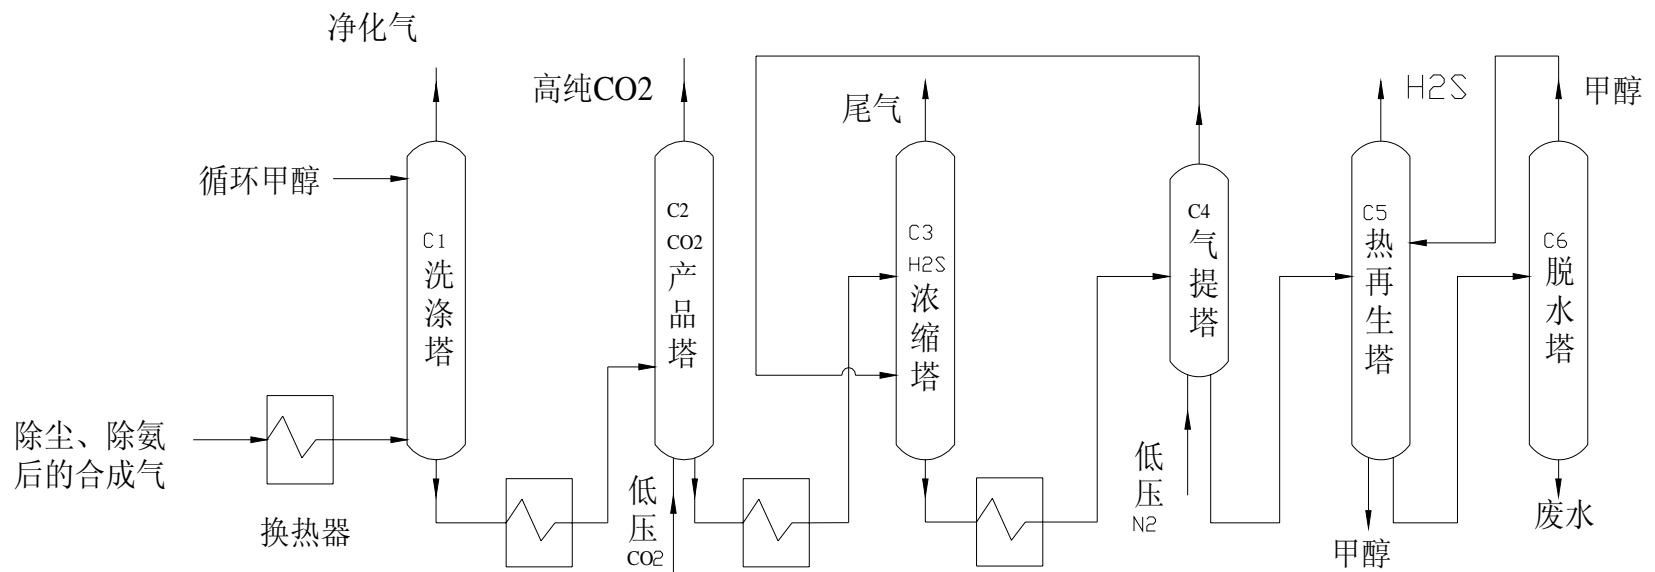 净化气
高纯CO2
尾气
H2S
甲醇
循环甲醇
C1
洗涤塔
C2
CO2
产品塔
C3
H2S
浓缩塔
C4
气提塔
C5
热再生塔
C6
脱水塔
除尘、除氨
后的合成气
换热器
低压
CO2
低压
N2
甲醇
废水